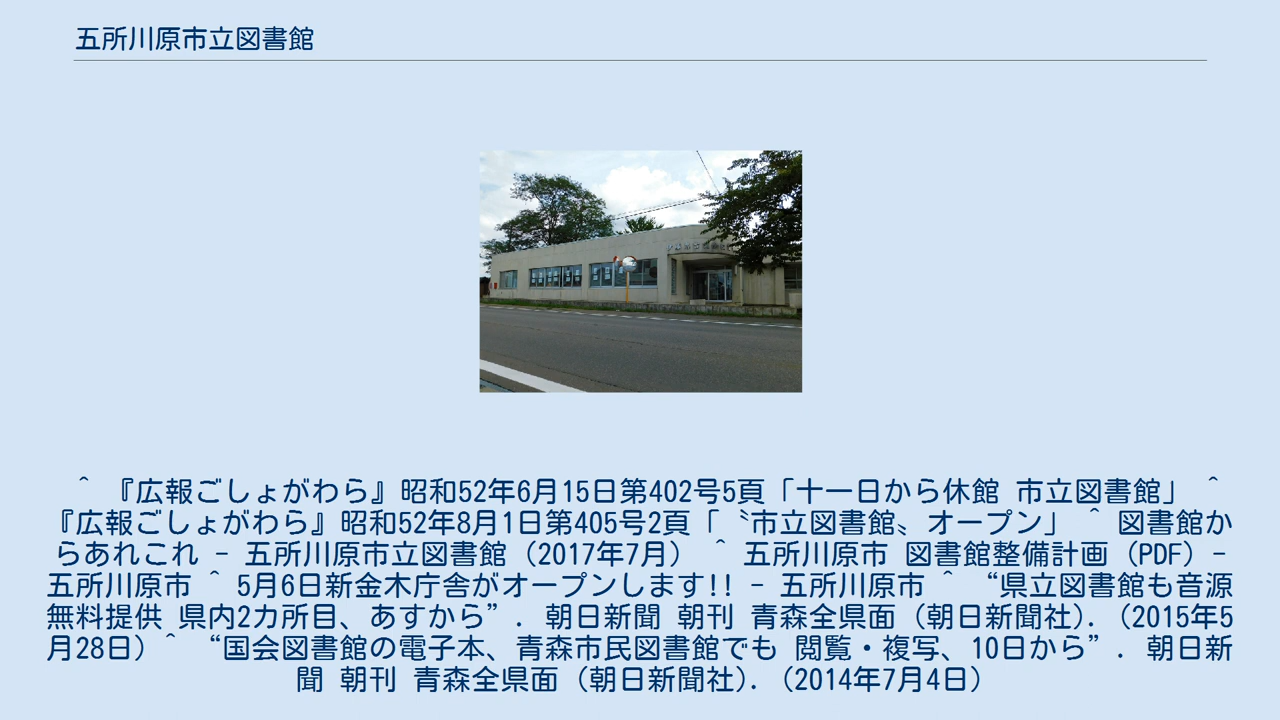 五所川原市立図書館
^ 『広報ごしょがわら』昭和52年6月15日第402号5頁「十一日から休館 市立図書館」 ^
『広報ごしょがわら』昭和52年8月1日第405号2頁「〝市立図書館〟オープン」 ^ 図書館か
らあれこれ - 五所川原市立図書館（2017年7月） ^ 五所川原市 図書館整備計画（PDF）-
五所川原市 ^ 5月6日新金木庁舎がオープンします!! - 五所川原市 ^ “県立図書館も音源
無料提供 県内2カ所目、あすから”. 朝日新聞 朝刊 青森全県面（朝日新聞社）. （2015年5
月28日）^ “国会図書館の電子本、青森市民図書館でも 閲覧・複写、10日から”. 朝日新
聞 朝刊 青森全県面（朝日新聞社）. （2014年7月4日）